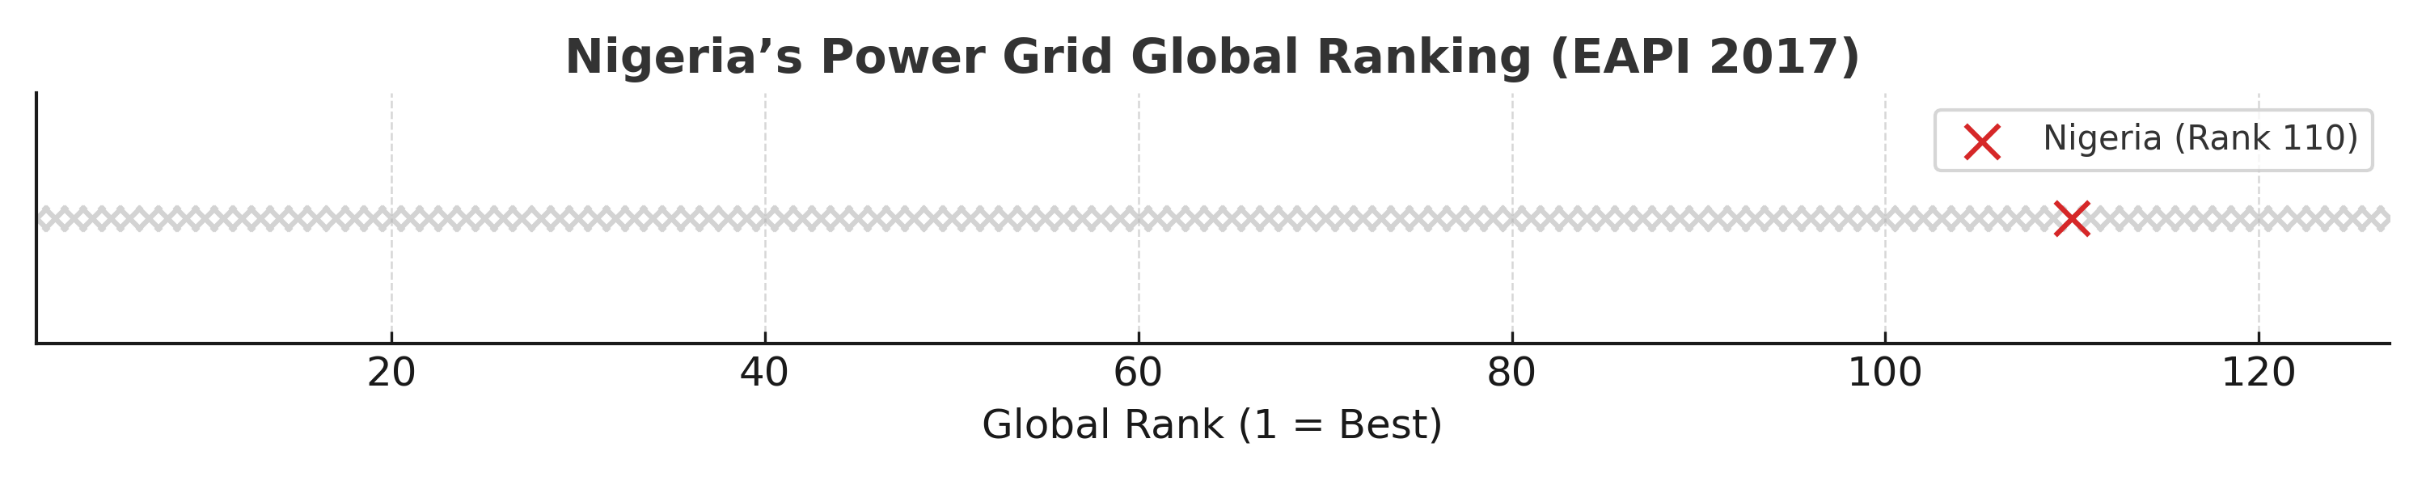 Nigeria’s Power Grid Global Ranking (EAPI 2017)
Nigeria (Rank 110)
20 40 60 80 100 120
Global Rank (1 = Best)